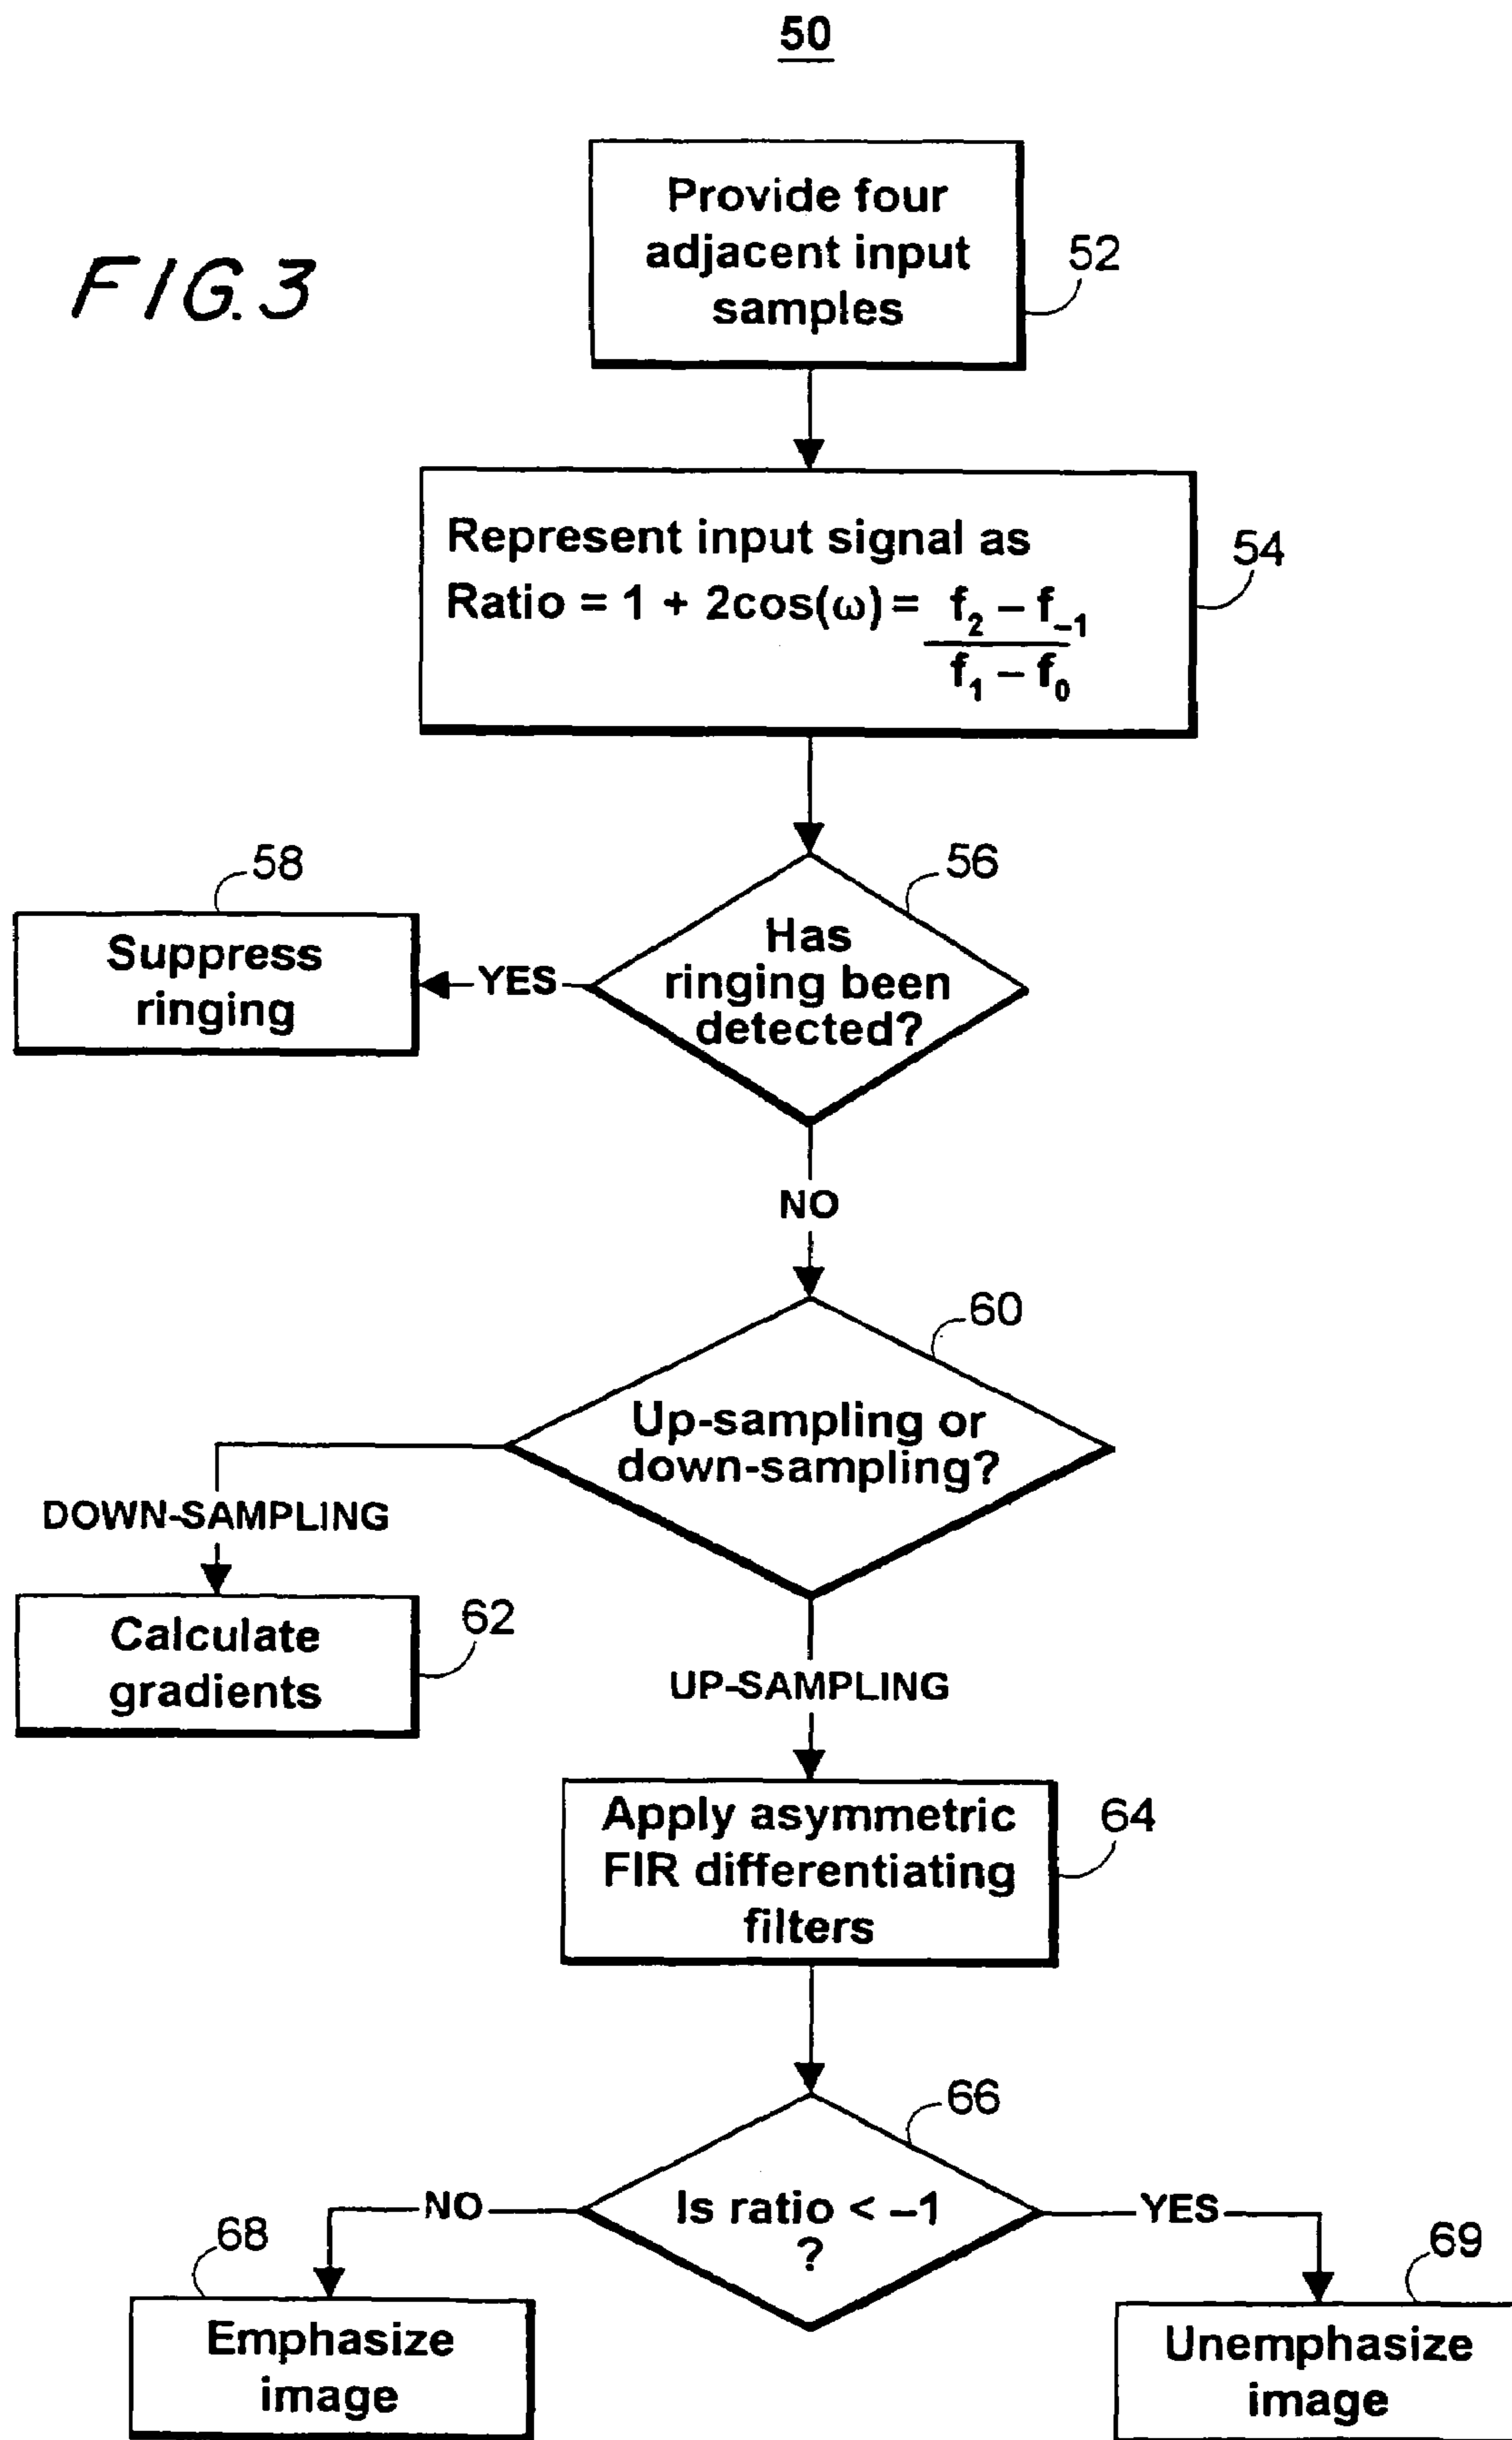 50
FIG. 3
Provide four
adjacent input
samples
52
Represent input signal as
Ratio = 1 + 2cos(ω) = f₂ – f₋₁
f₁ – f₀
54
56
58
Has
ringing been
detected?
YES
Suppress
ringing
NO
60
Up-sampling or
down-sampling?
DOWN-SAMPLING
Calculate
gradients
62
UP-SAMPLING
Apply asymmetric
FIR differentiating
filters
64
66
Is ratio < –1
?
NO
YES
68
69
Emphasize
image
Unemphasize
image